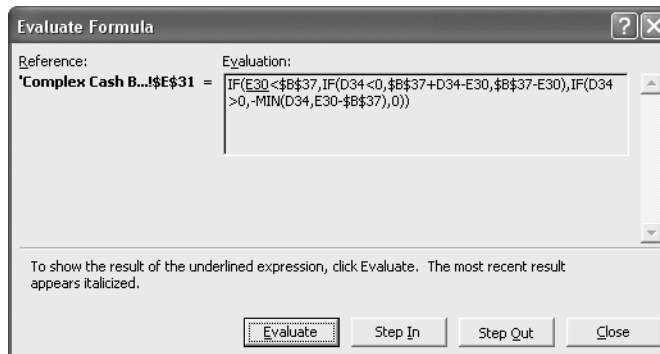 Evaluate Formula
Reference:
Evaluation:
'Complex Cash B...!$E$31 =
IF(E30<$B$37,IF(D34<0,$B$37+D34-E30,$B$37-E30),IF(D34
>0,-MIN(D34,E30-$B$37),0))
To show the result of the underlined expression, click Evaluate. The most recent result
appears italicized.
Evaluate
Step In
Step Out
Close